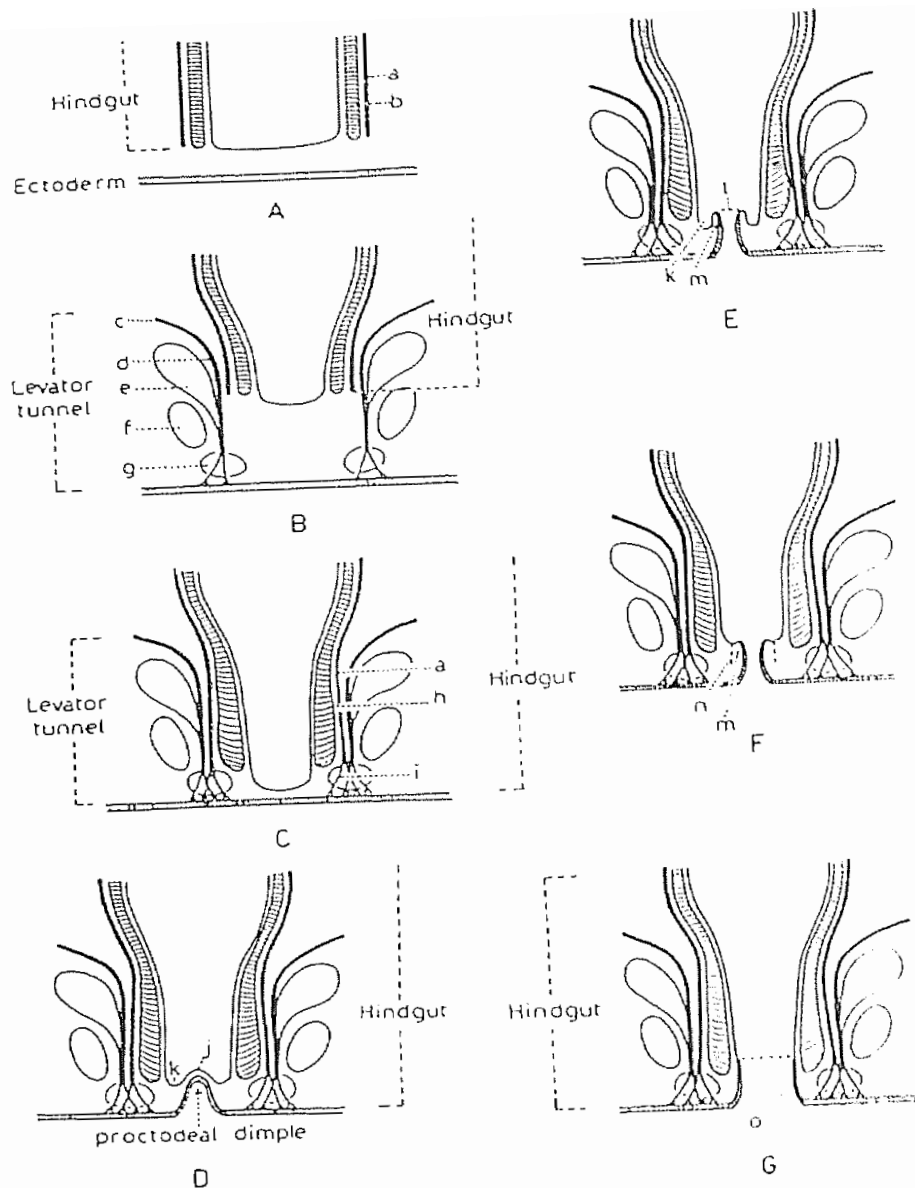 Hindgut
a
b
Ectoderm
A
c
d
Levator
tunnel
e
f
g
Hindgut
B
Levator
tunnel
a
h
i
Hindgut
C
k
j
Hindgut
proctodeal dimple
D
l
k
m
E
n
m
F
Hindgut
o
G